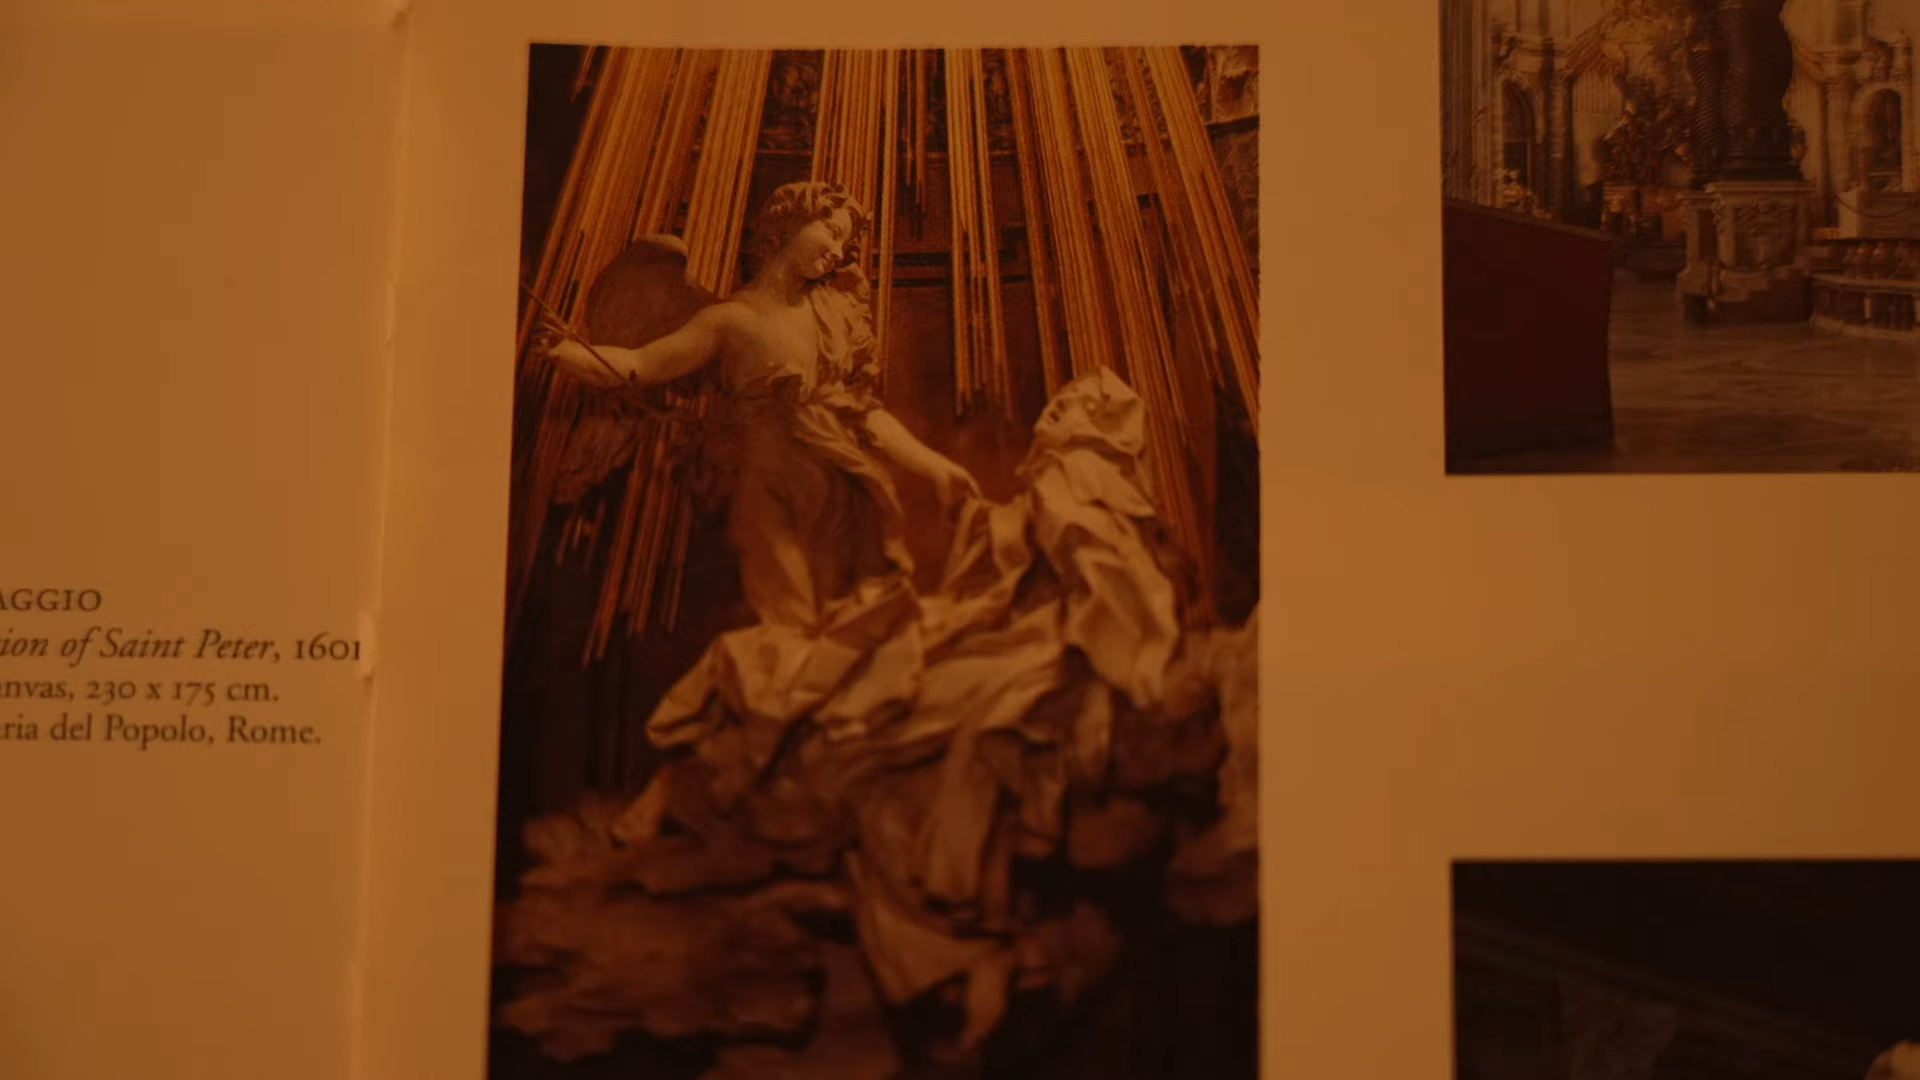 AGGIO
ion of Saint Peter, 1601
nvas, 230 x 175 cm.
ria del Popolo, Rome.